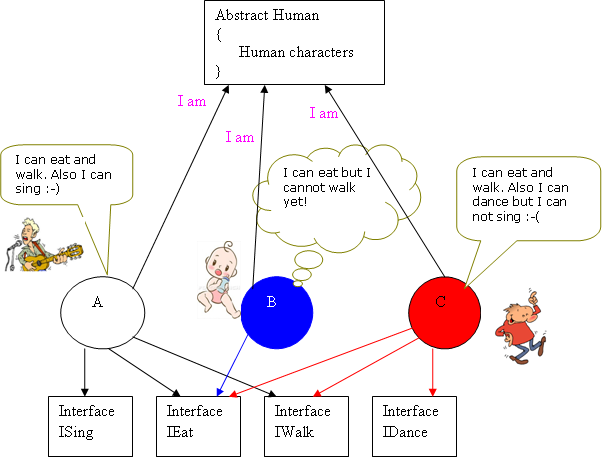 Abstract Human
{
Human characters
}
I am
I am
I am
I can eat and
walk. Also I can
sing :-)
I can eat but I
cannot walk
yet!
I can eat and
walk. Also I can
dance but I can
not sing :-(
A
B
C
Interface
ISing
Interface
IEat
Interface
IWalk
Interface
IDance